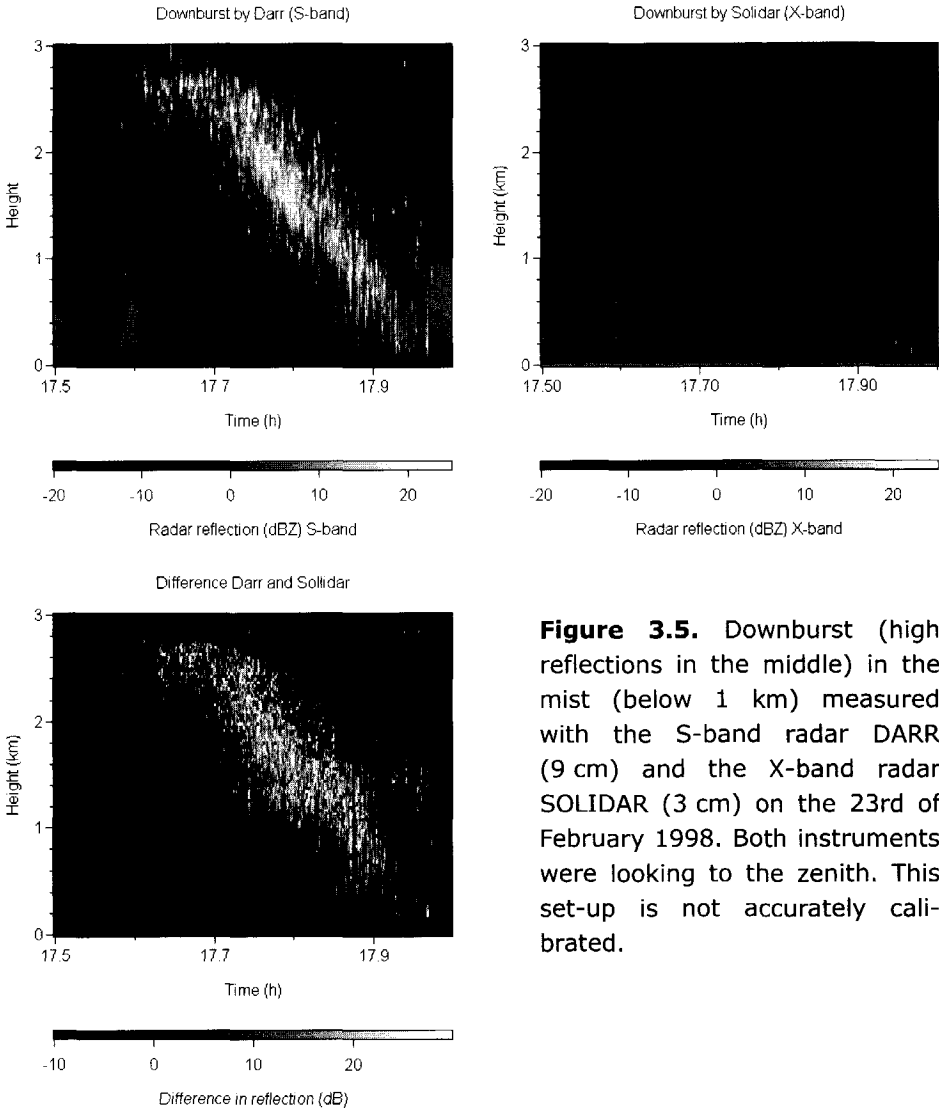 Downburst by Darr (S-band)
3
2
1
0
Height
17.5
17.7
17.9
Time (h)
-20
-10
0
10
20
Radar reflection (dBZ) S-band
Downburst by Solidar (X-band)
3
2
1
0
Height (km)
17.50
17.70
17.90
Time (h)
-20
-10
0
10
20
Radar reflection (dBZ) X-band
Difference Darr and Sollidar
3
2
1
0
Height (km)
17.5
17.7
17.9
Time (h)
-10
0
10
20
Difference in reflection (dB)
Figure 3.5. Downburst (high
reflections in the middle) in the
mist (below 1 km) measured
with the S-band radar DARR
(9 cm) and the X-band radar
SOLIDAR (3 cm) on the 23rd of
February 1998. Both instruments
were looking to the zenith. This
set-up is not accurately cali-
brated.